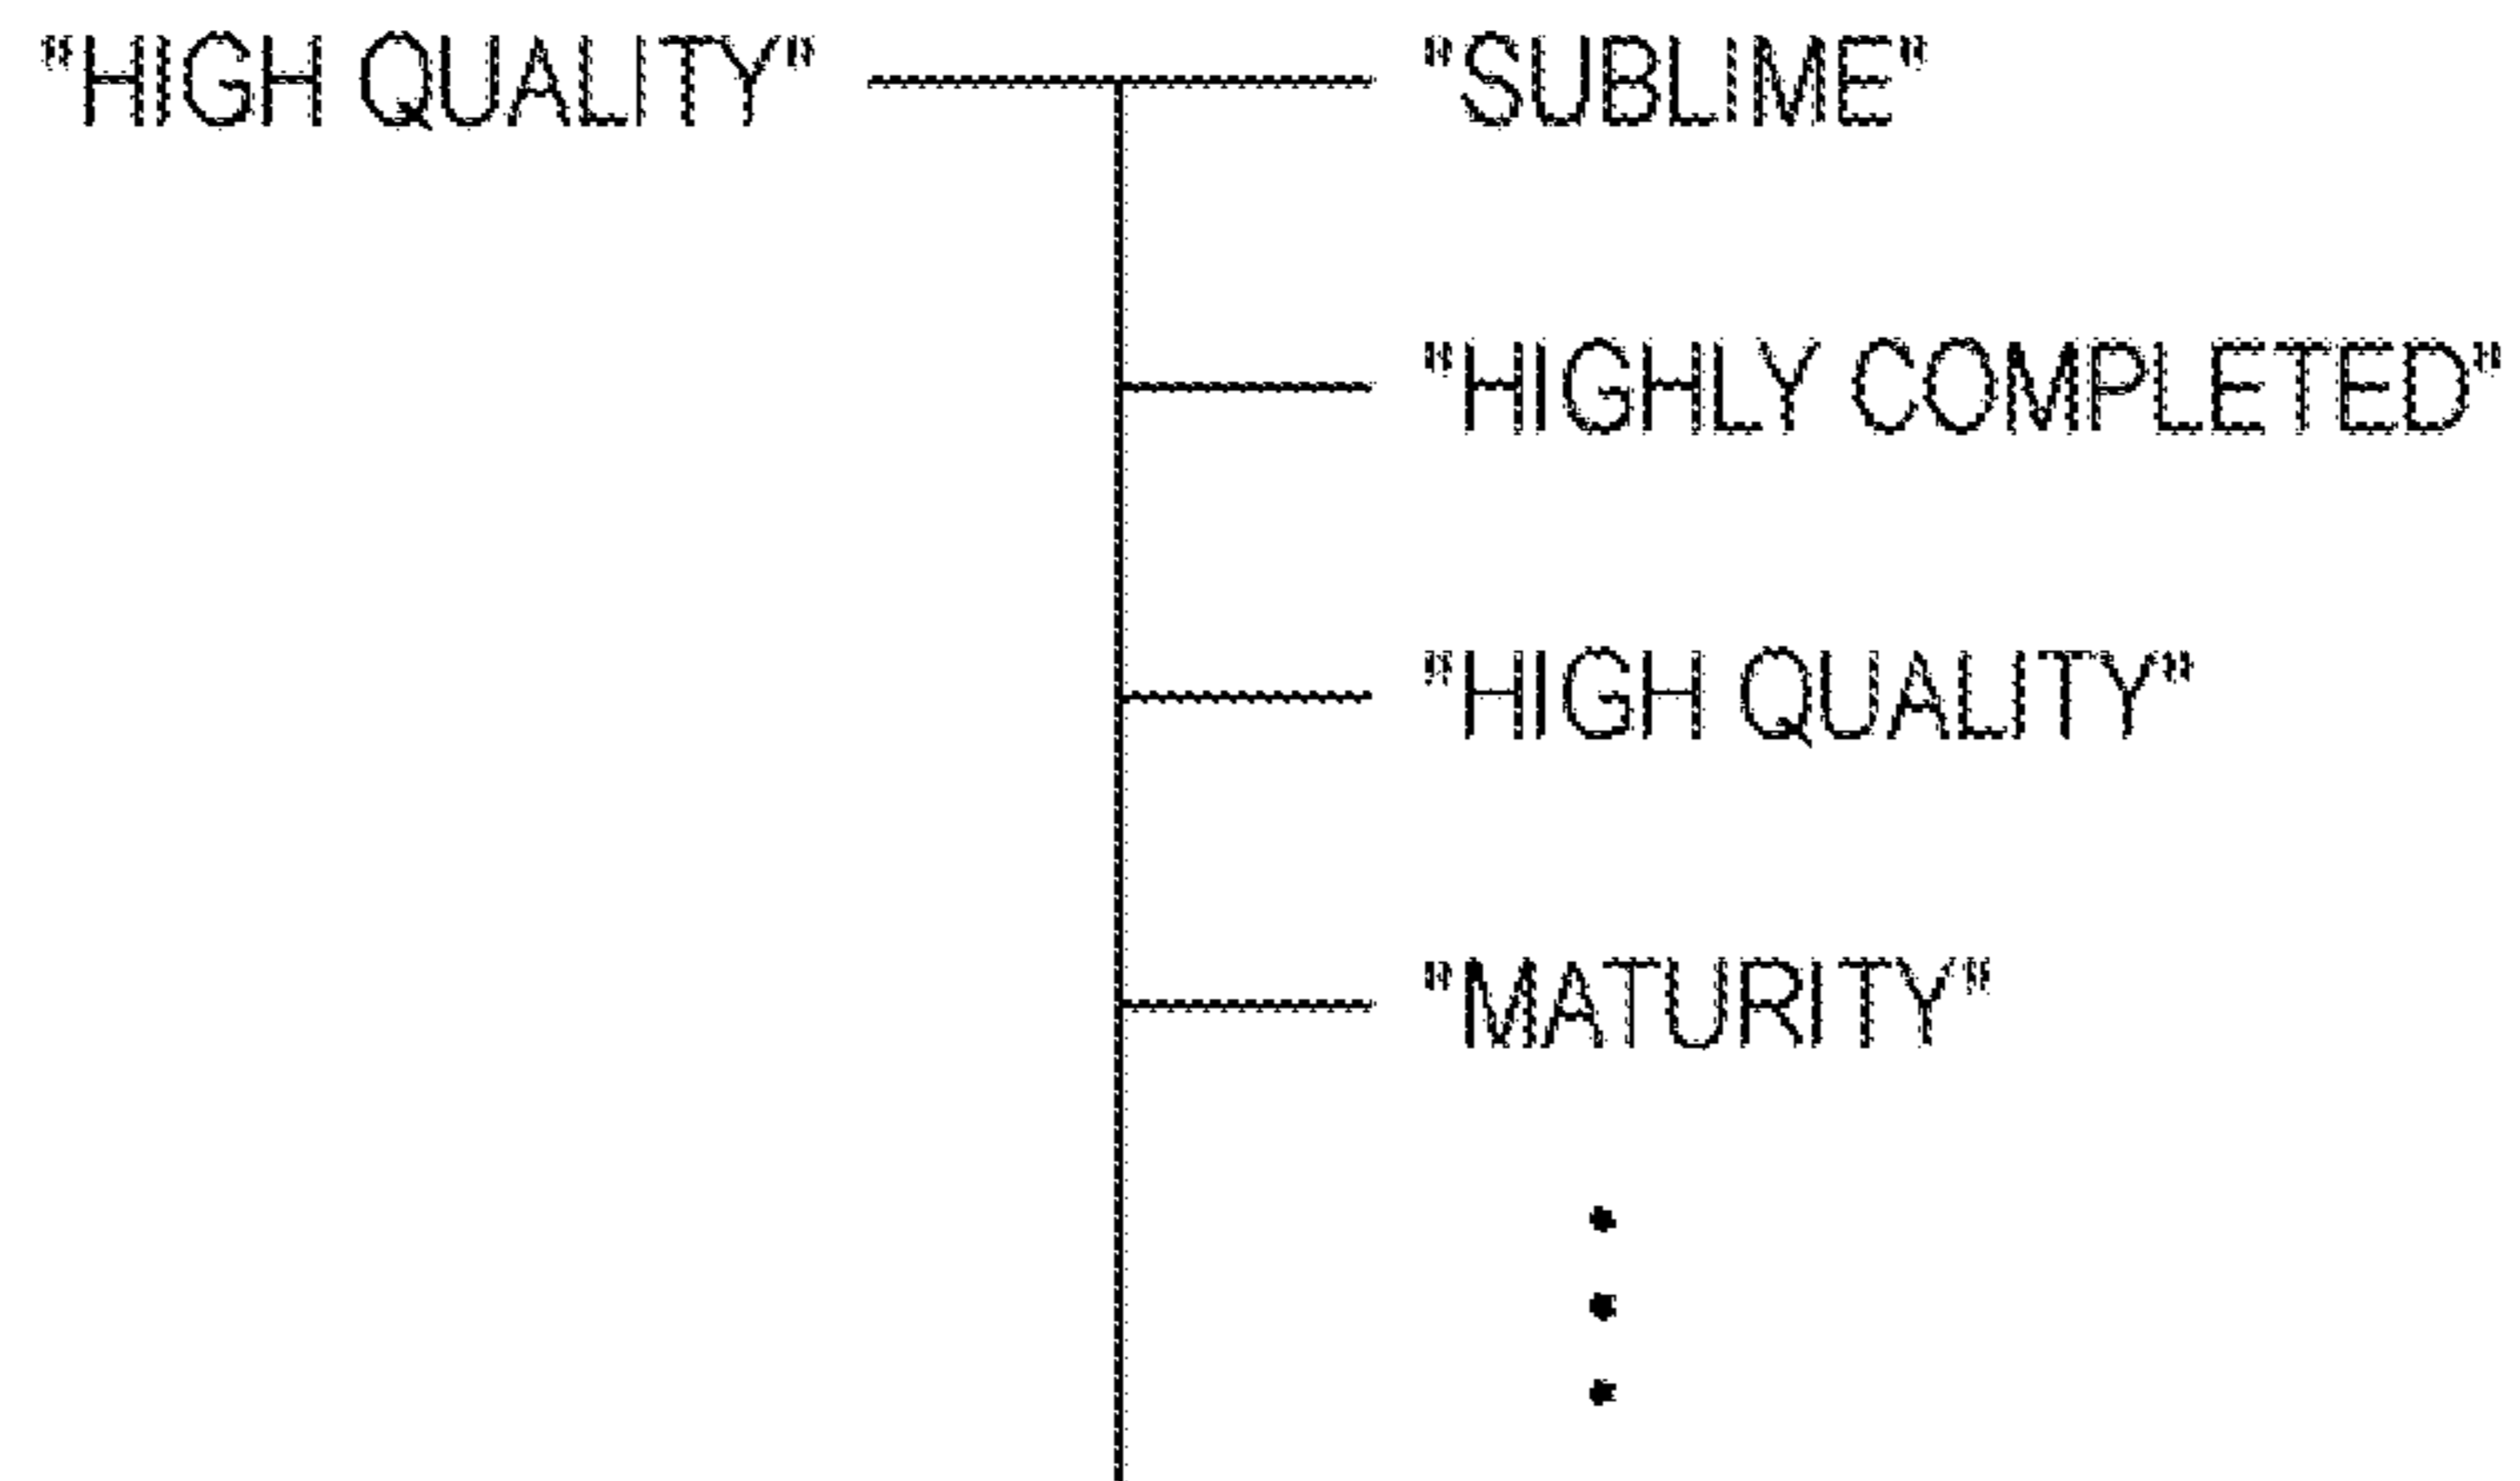 "HIGH QUALITY" "SUBLIME"
"HIGHLY COMPLETED"
"HIGH QUALITY"
"MATURITY"